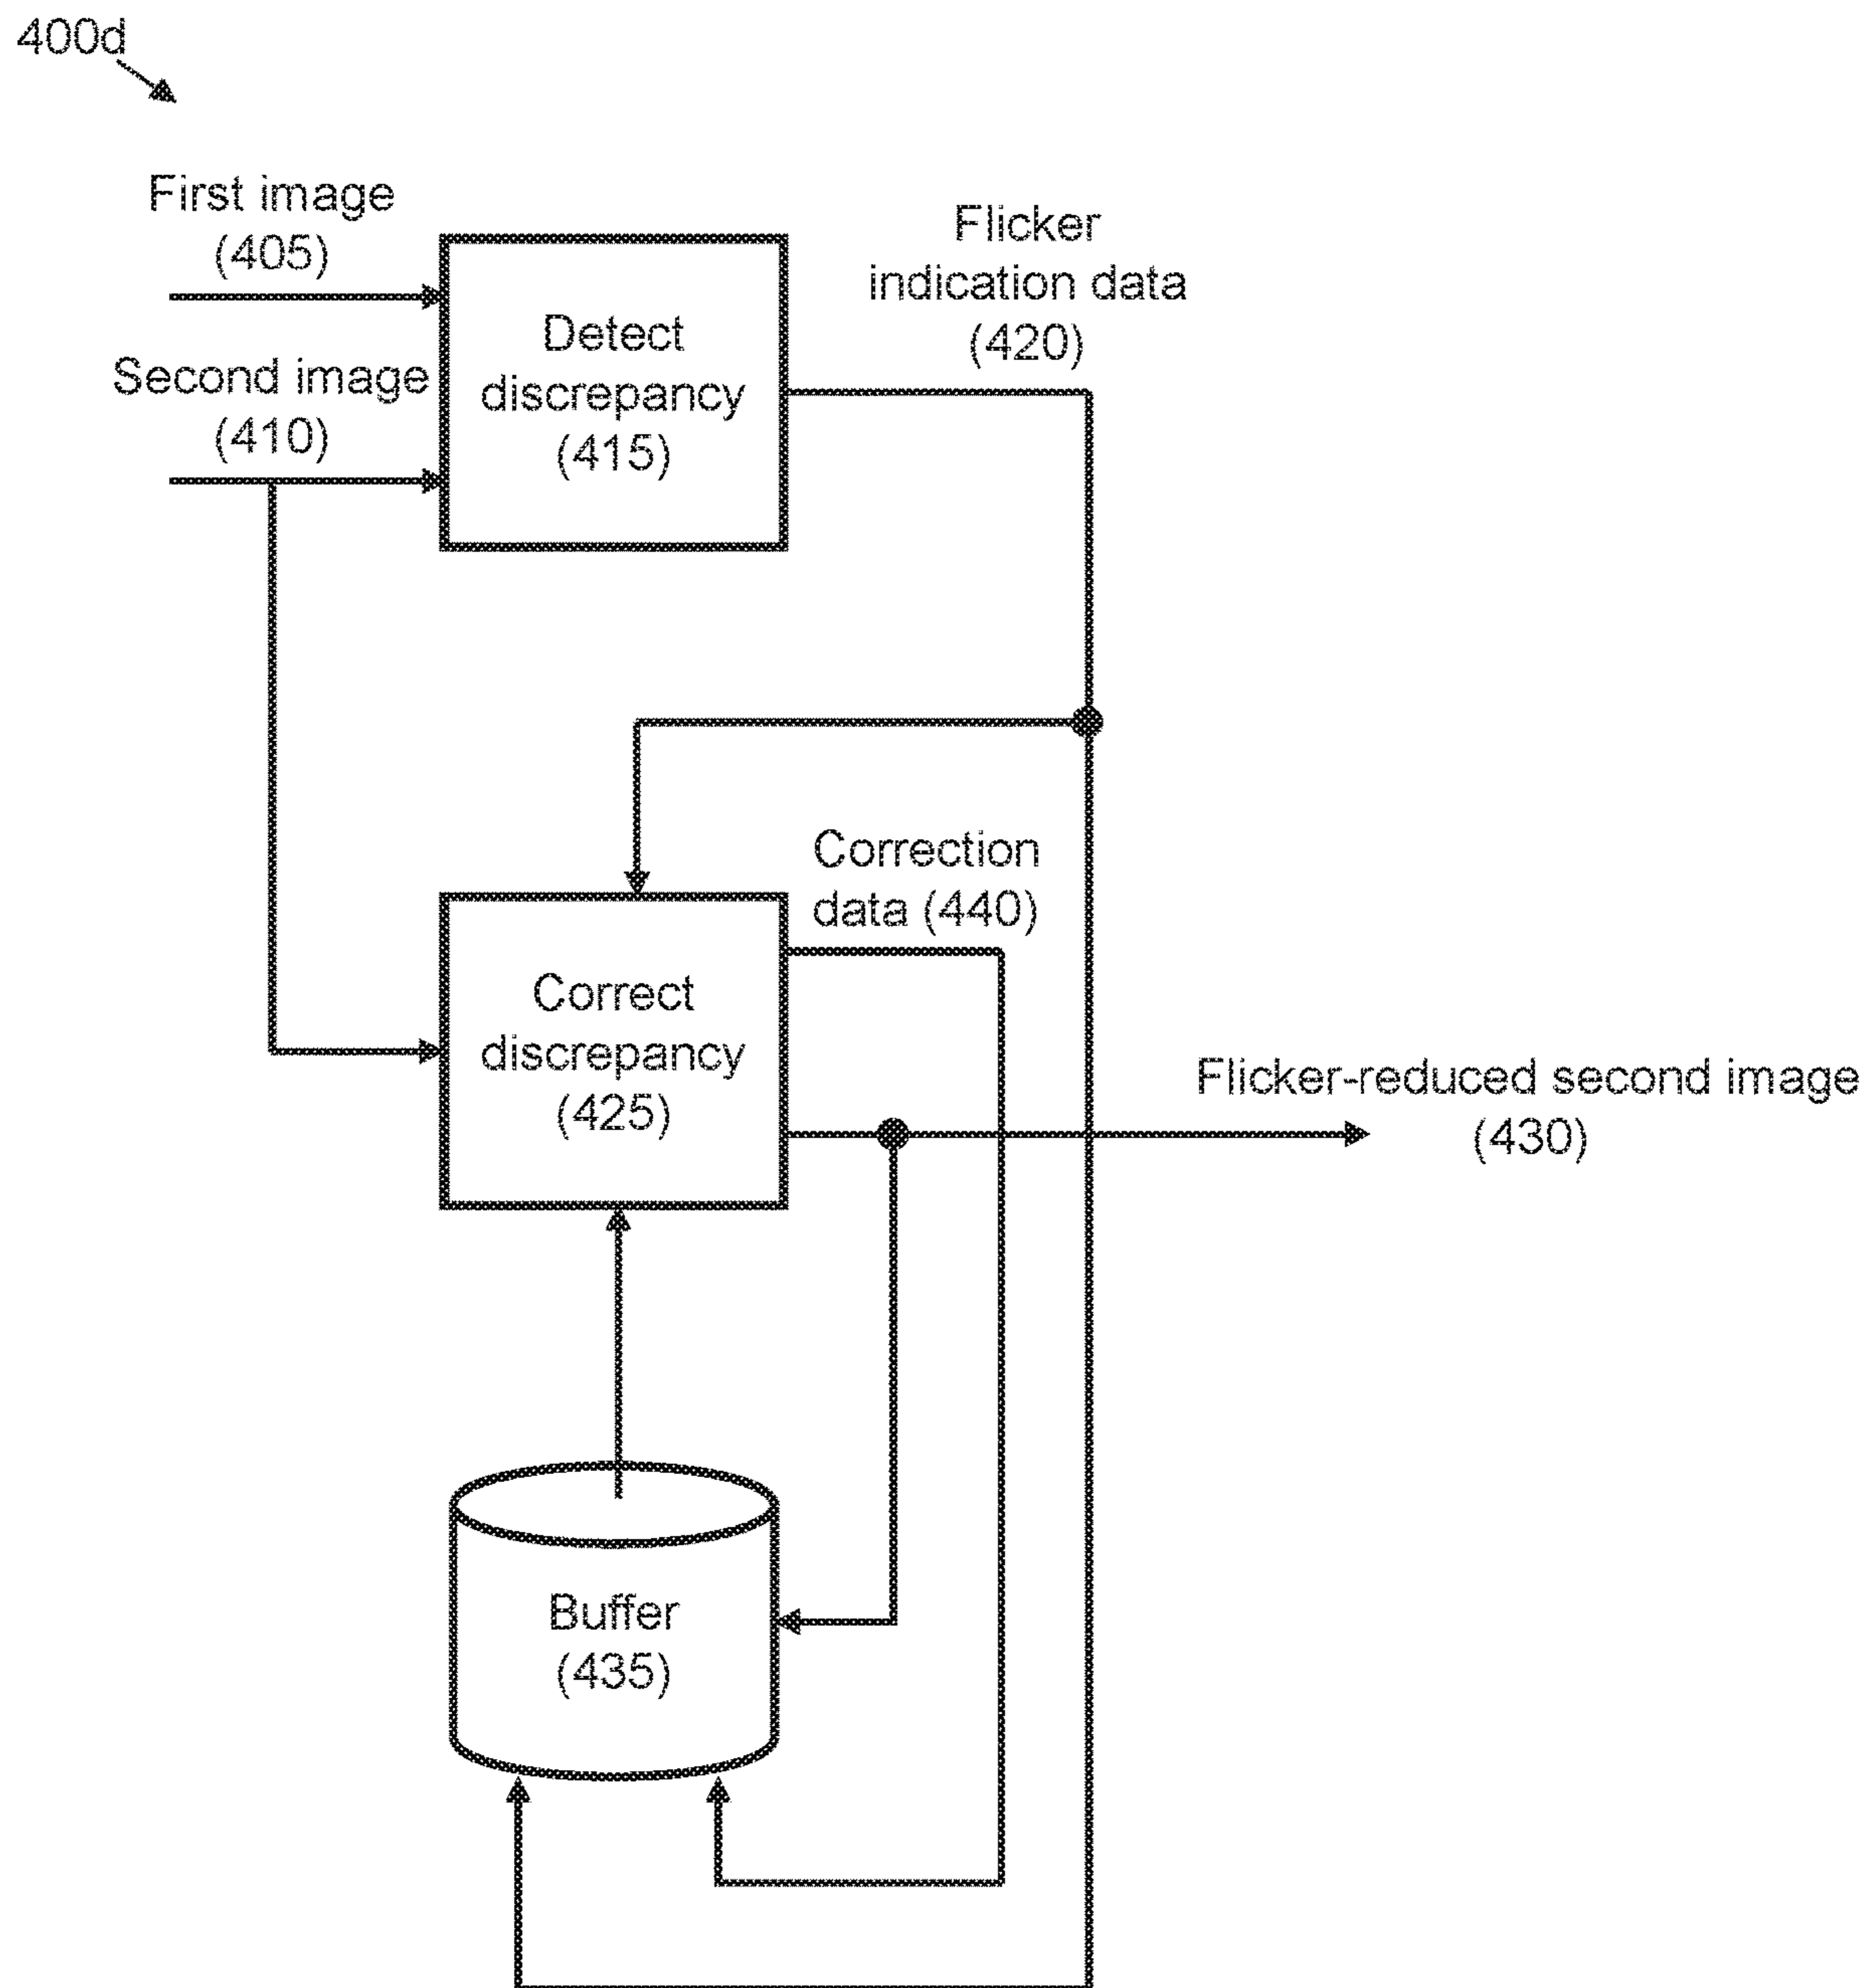 400d
First image
(405)
Second image
(410)
Detect
discrepancy
(415)
Flicker
indication data
(420)
Correction
data (440)
Correct
discrepancy
(425)
Flicker-reduced second image
(430)
Buffer
(435)